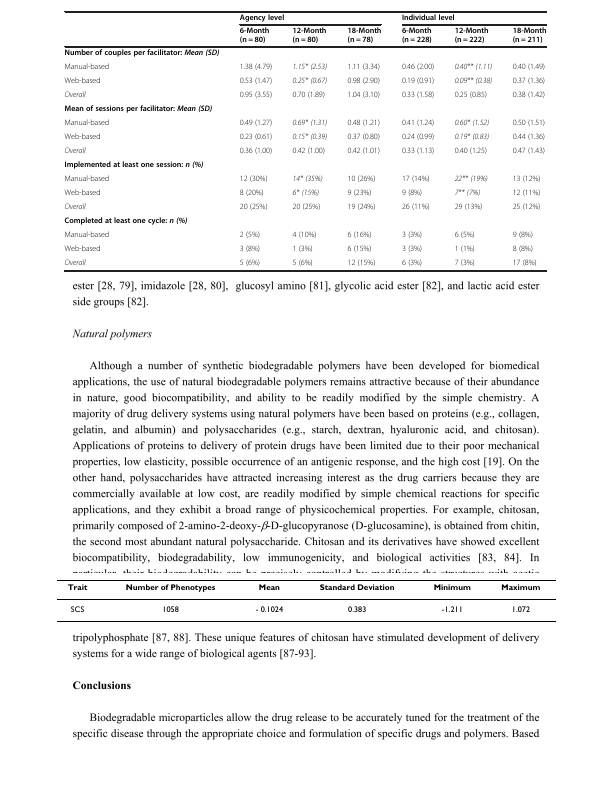 Agency level Individual level
6-Month 12-Month 18-Month 6-Month 12-Month 18-Month
(n = 80) (n = 80) (n = 78) (n = 228) (n = 222) (n = 211)
Number of couples per facilitator: Mean (SD)
Manual-based 1.38 (4.79) 1.15* (2.53) 1.11 (3.34) 0.46 (2.00) 0.40** (1.11) 0.40 (1.49)
Web-based 0.53 (1.47) 0.25* (0.67) 0.98 (2.90) 0.19 (0.91) 0.09** (0.38) 0.37 (1.36)
Overall 0.95 (3.55) 0.70 (1.89) 1.04 (3.10) 0.33 (1.58) 0.25 (0.85) 0.38 (1.42)
Mean of sessions per facilitator: Mean (SD)
Manual-based 0.49 (1.27) 0.69* (1.31) 0.48 (1.21) 0.41 (1.24) 0.60* (1.52) 0.50 (1.51)
Web-based 0.23 (0.61) 0.15* (0.39) 0.37 (0.80) 0.24 (0.99) 0.19* (0.83) 0.44 (1.36)
Overall 0.36 (1.00) 0.42 (1.00) 0.42 (1.01) 0.33 (1.13) 0.40 (1.25) 0.47 (1.43)
Implemented at least one session: n (%)
Manual-based 12 (30%) 14* (35%) 10 (26%) 17 (14%) 22** (19%) 13 (12%)
Web-based 8 (20%) 6* (15%) 9 (23%) 9 (8%) 7** (7%) 12 (11%)
Overall 20 (25%) 20 (25%) 19 (24%) 26 (11%) 29 (13%) 25 (12%)
Completed at least one cycle: n (%)
Manual-based 2 (5%) 4 (10%) 6 (16%) 3 (3%) 6 (5%) 9 (8%)
Web-based 3 (8%) 1 (3%) 6 (15%) 3 (3%) 1 (1%) 8 (8%)
Overall 5 (6%) 5 (6%) 12 (15%) 6 (3%) 7 (3%) 17 (8%)
ester [28, 79], imidazole [28, 80], glucosyl amino [81], glycolic acid ester [82], and lactic acid ester
side groups [82].
Natural polymers
Although a number of synthetic biodegradable polymers have been developed for biomedical
applications, the use of natural biodegradable polymers remains attractive because of their abundance
in nature, good biocompatibility, and ability to be readily modified by the simple chemistry. A
majority of drug delivery systems using natural polymers have been based on proteins (e.g., collagen,
gelatin, and albumin) and polysaccharides (e.g., starch, dextran, hyaluronic acid, and chitosan).
Applications of proteins to delivery of protein drugs have been limited due to their poor mechanical
properties, low elasticity, possible occurrence of an antigenic response, and the high cost [19]. On the
other hand, polysaccharides have attracted increasing interest as the drug carriers because they are
commercially available at low cost, are readily modified by simple chemical reactions for specific
applications, and they exhibit a broad range of physicochemical properties. For example, chitosan,
primarily composed of 2-amino-2-deoxy-β-D-glucopyranose (D-glucosamine), is obtained from chitin,
the second most abundant natural polysaccharide. Chitosan and its derivatives have showed excellent
biocompatibility, biodegradability, low immunogenicity, and biological activities [83, 84]. In
particular, their biodegradability can be precisely controlled by modifying the structures with acetic
Trait Number of Phenotypes Mean Standard Deviation Minimum Maximum
SCS 1058 - 0.1024 0.383 -1.211 1.072
tripolyphosphate [87, 88]. These unique features of chitosan have stimulated development of delivery
systems for a wide range of biological agents [87-93].
Conclusions
Biodegradable microparticles allow the drug release to be accurately tuned for the treatment of the
specific disease through the appropriate choice and formulation of specific drugs and polymers. Based